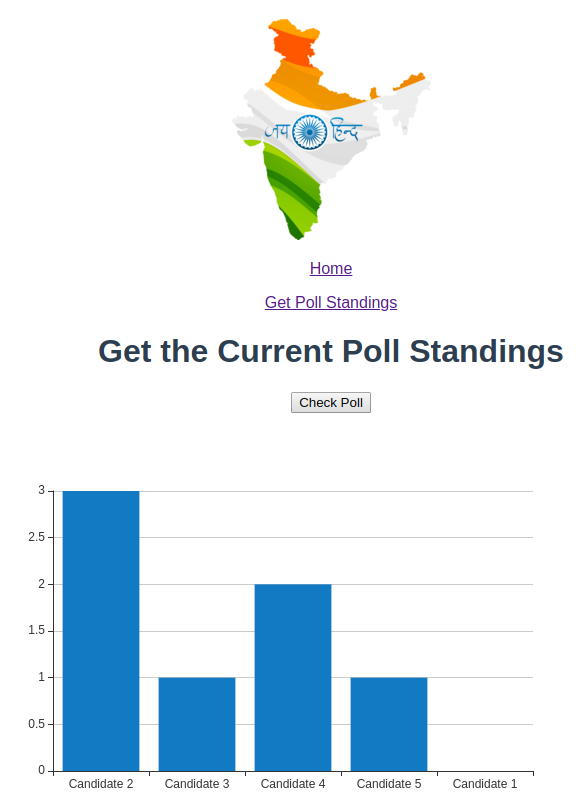 जय हिन्द
Home
Get Poll Standings
Get the Current Poll Standings
Check Poll
3
2.5
2
1.5
1
0.5
0
Candidate 2 Candidate 3 Candidate 4 Candidate 5 Candidate 1